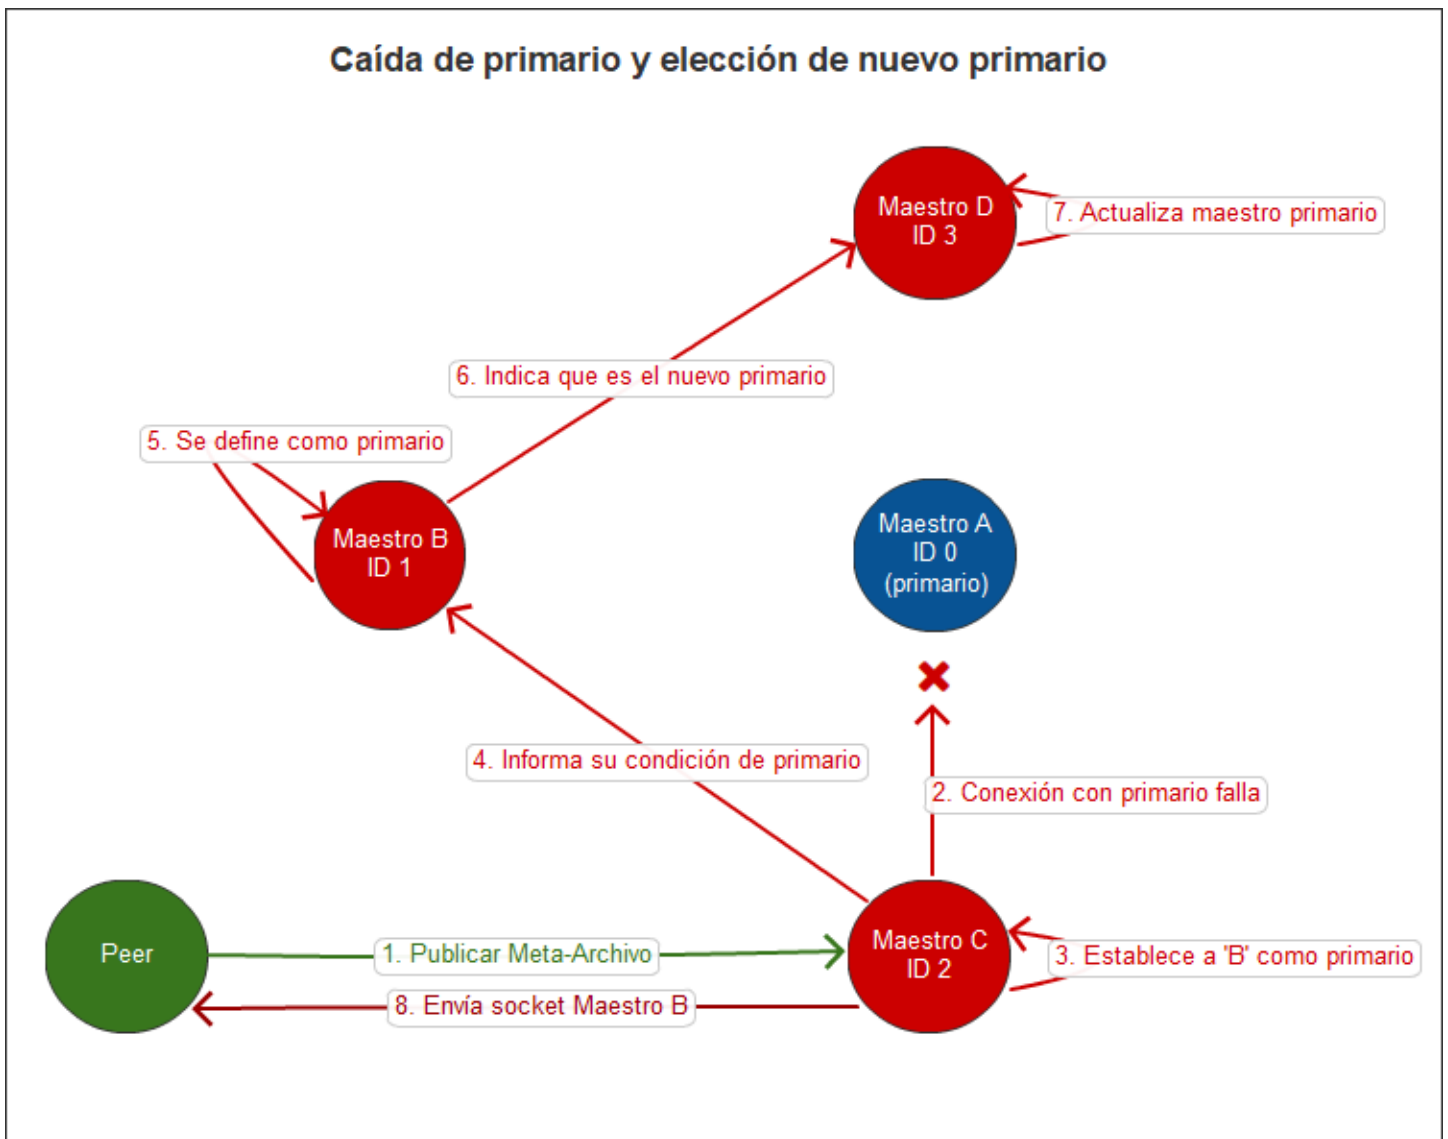 Caída de primario y elección de nuevo primario
Maestro D
ID 3
7. Actualiza maestro primario
6. Indica que es el nuevo primario
5. Se define como primario
Maestro B
ID 1
Maestro A
ID 0
(primario)
4. Informa su condición de primario
2. Conexión con primario falla
Peer
1. Publicar Meta-Archivo
Maestro C
ID 2
3. Establece a 'B' como primario
8. Envía socket Maestro B